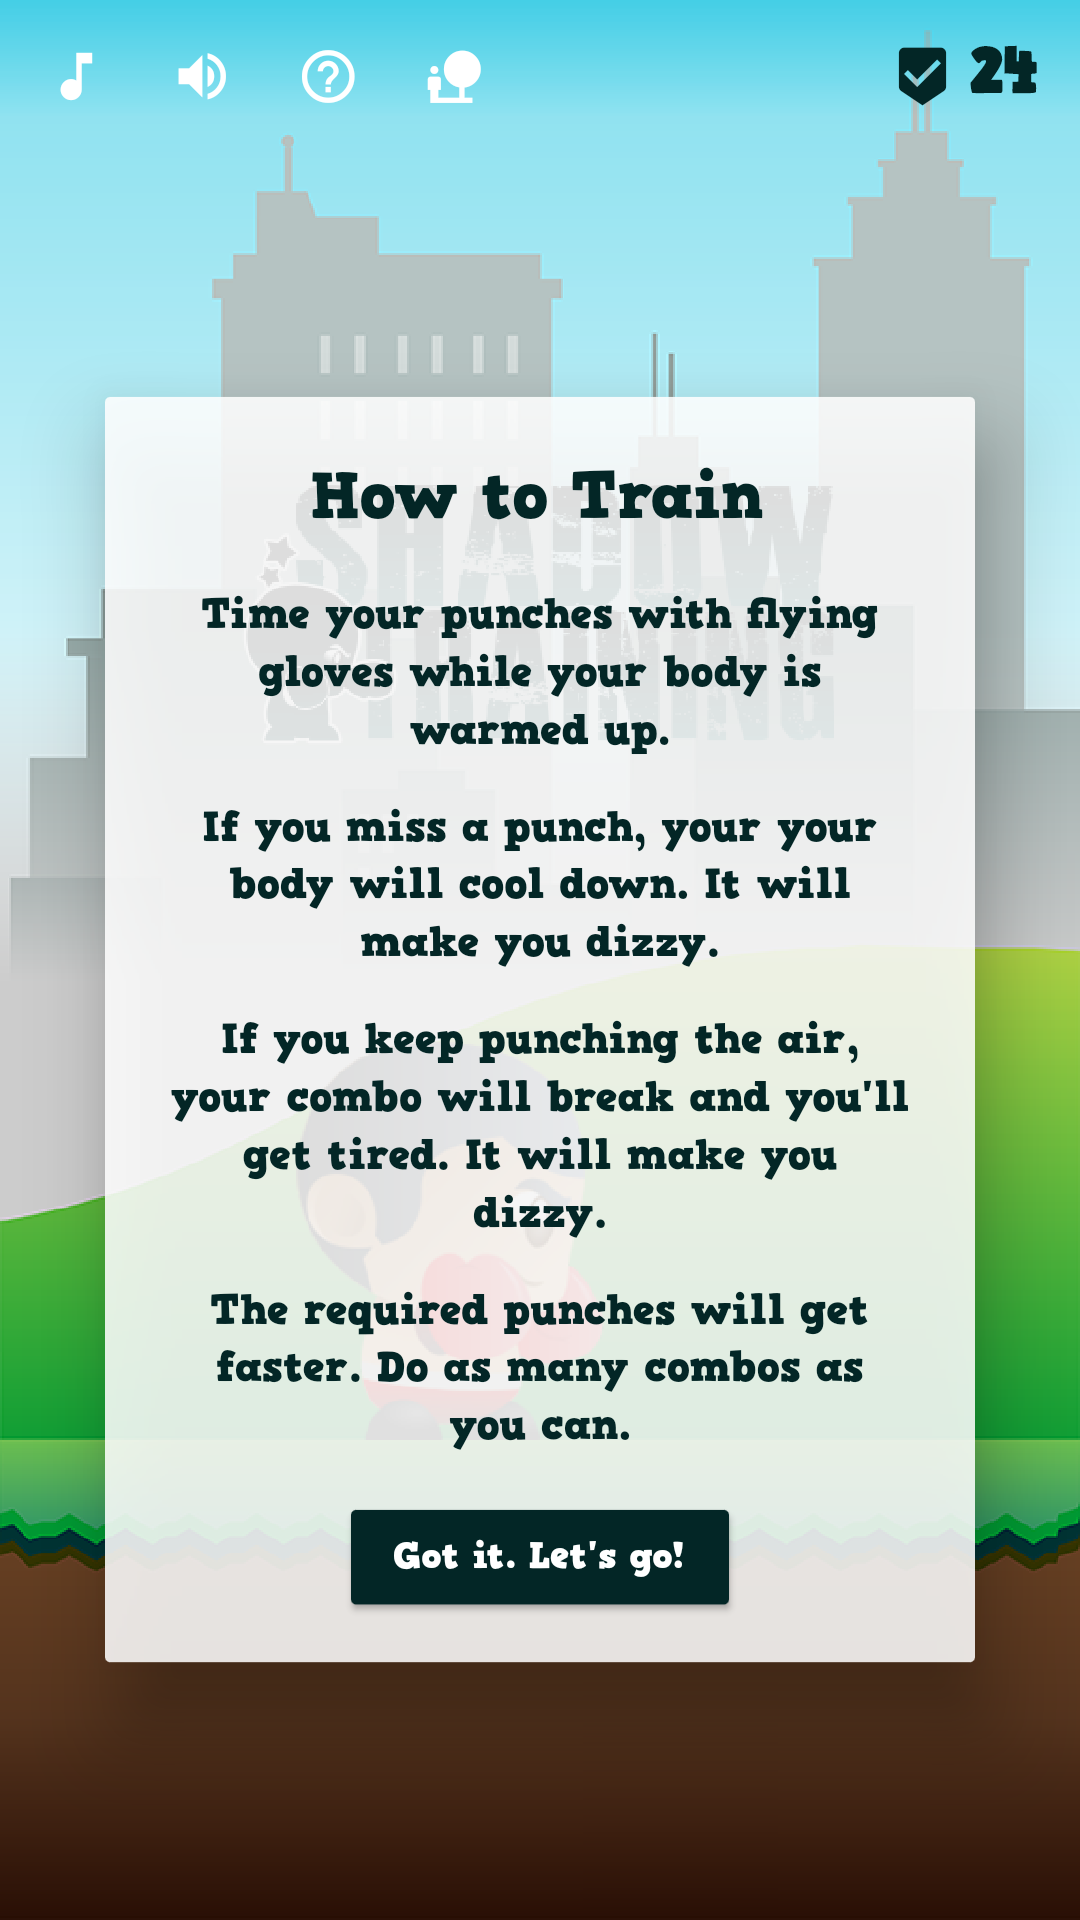 24
How to Train
SHADOW
TRAINING
Time your punches with flying
gloves while your body is
warmed up.
If you miss a punch, your your
body will cool down. It will
make you dizzy.
If you keep punching the air,
your combo will break and you'll
get tired. It will make you
dizzy.
The required punches will get
faster. Do as many combos as
you can.
Got it. Let's go!